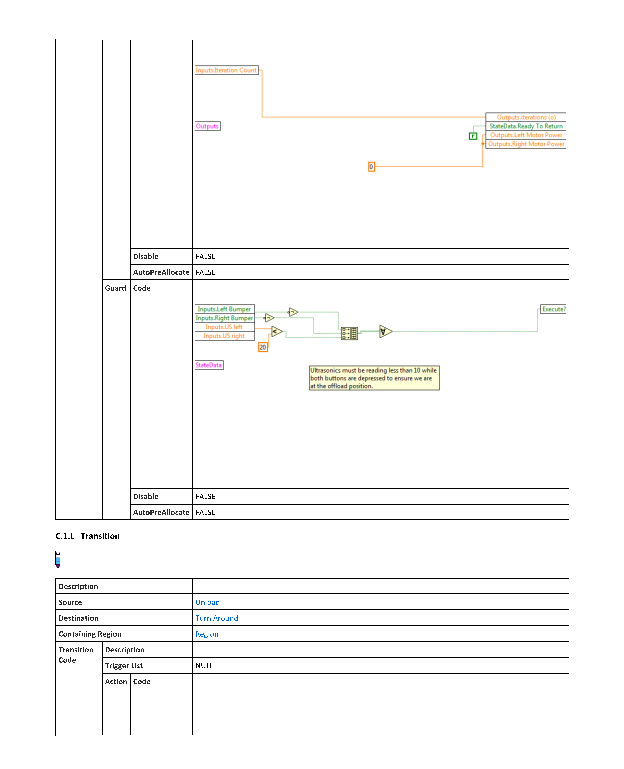 Inputs.Iteration Count
Outputs.Iterations (o)
Outputs
StateData.Ready To Return
F
Outputs.Left Motor Power
Outputs.Right Motor Power
0
Disable FALSE
AutoPreAllocate FALSE
Guard Code
Inputs.Left Bumper
Execute?
Inputs.Right Bumper
Inputs.US left
Inputs.US right
20
StateData
Ultrasonics must be reading less than 10 while
both buttons are depressed to ensure we are
at the offload position.
Disable FALSE
AutoPreAllocate FALSE
Transition
Description
Source
Destination Turn Around
Containing Region Region
Transition Description
Code
Trigger List NULL
Action Code